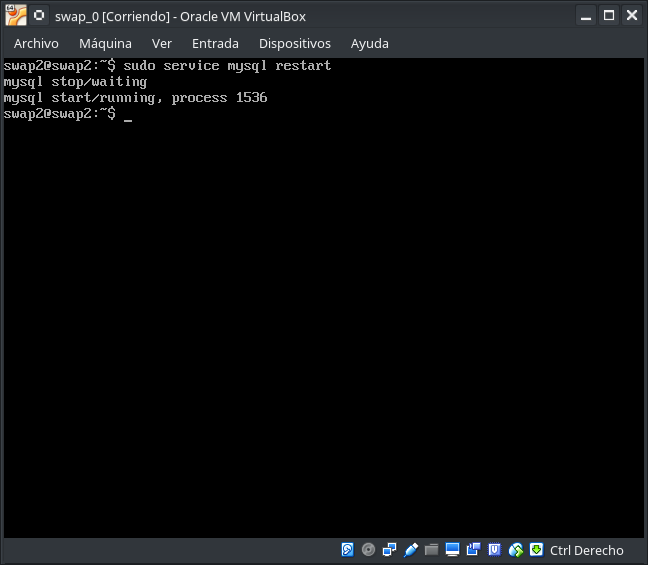 swap_0 [Corriendo] - Oracle VM VirtualBox
Archivo Máquina Ver Entrada Dispositivos Ayuda
swap2@swap2:~$ sudo service mysql restart
mysql stop/waiting
mysql start/running, process 1536
swap2@swap2:~$ _
Ctrl Derecho